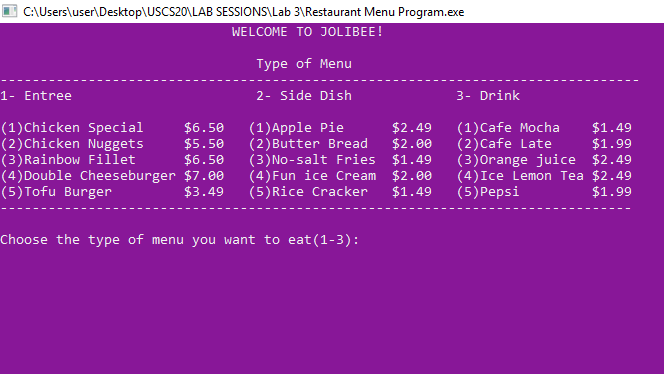 C:\Users\user\Desktop\USCS20\LAB SESSIONS\Lab 3\Restaurant Menu Program.exe
WELCOME TO JOLIBEE!
Type of Menu
--------------------------------------------------------------------------------
1- Entree 2- Side Dish 3- Drink
(1)Chicken Special $6.50 (1)Apple Pie $2.49 (1)Cafe Mocha $1.49
(2)Chicken Nuggets $5.50 (2)Butter Bread $2.00 (2)Cafe Late $1.99
(3)Rainbow Fillet $6.50 (3)No-salt Fries $1.49 (3)Orange juice $2.49
(4)Double Cheeseburger $7.00 (4)Fun ice Cream $2.00 (4)Ice Lemon Tea $2.49
(5)Tofu Burger $3.49 (5)Rice Cracker $1.49 (5)Pepsi $1.99
--------------------------------------------------------------------------------
Choose the type of menu you want to eat(1-3):